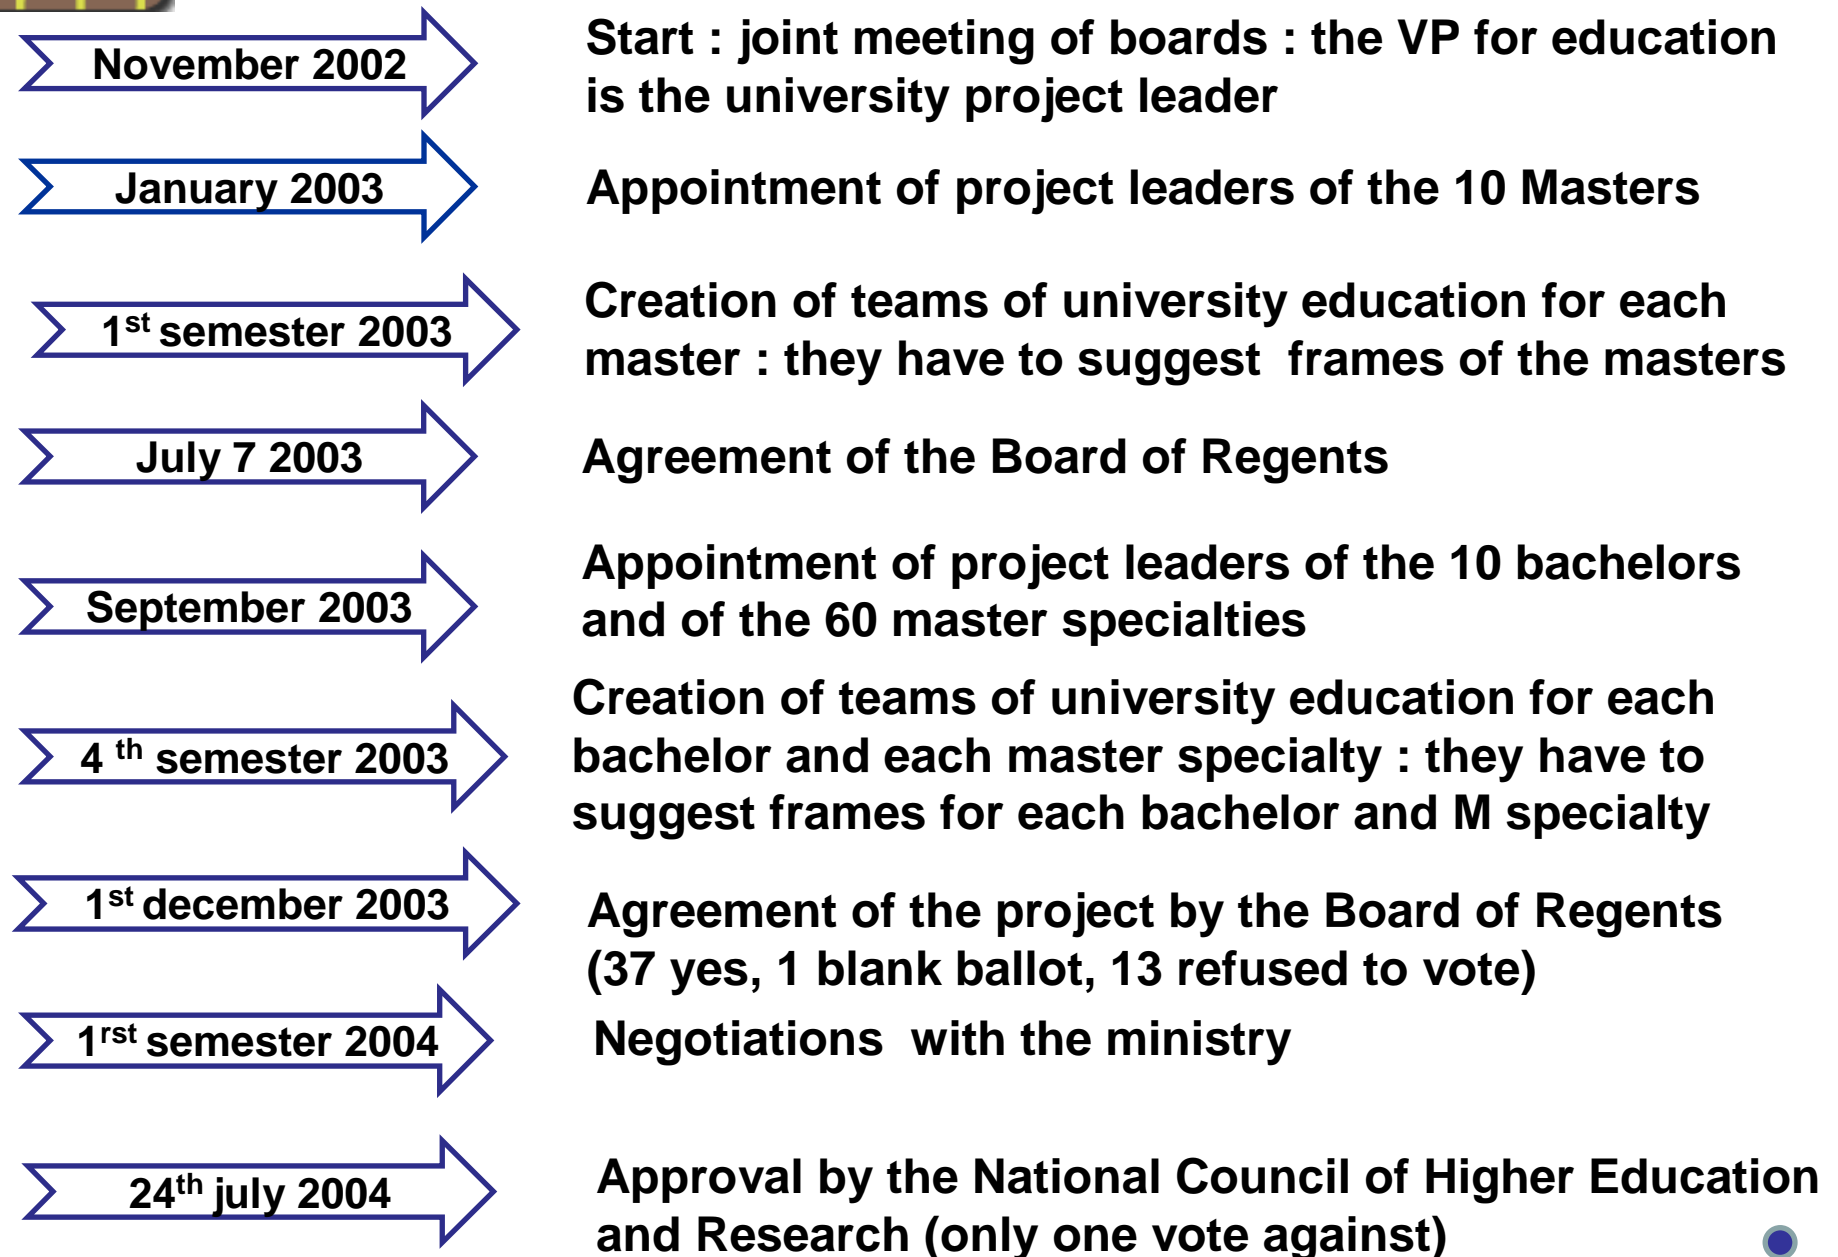 November 2002
Start : joint meeting of boards : the VP for education
is the university project leader
January 2003
Appointment of project leaders of the 10 Masters
1st semester 2003
Creation of teams of university education for each
master : they have to suggest  frames of the masters
July 7 2003
Agreement of the Board of Regents
September 2003
Appointment of project leaders of the 10 bachelors
and of the 60 master specialties
4 th semester 2003
Creation of teams of university education for each
bachelor and each master specialty : they have to
suggest frames for each bachelor and M specialty
1st december 2003
Agreement of the project by the Board of Regents
(37 yes, 1 blank ballot, 13 refused to vote)
1rst semester 2004
Negotiations  with the ministry
24th july 2004
Approval by the National Council of Higher Education
and Research (only one vote against)